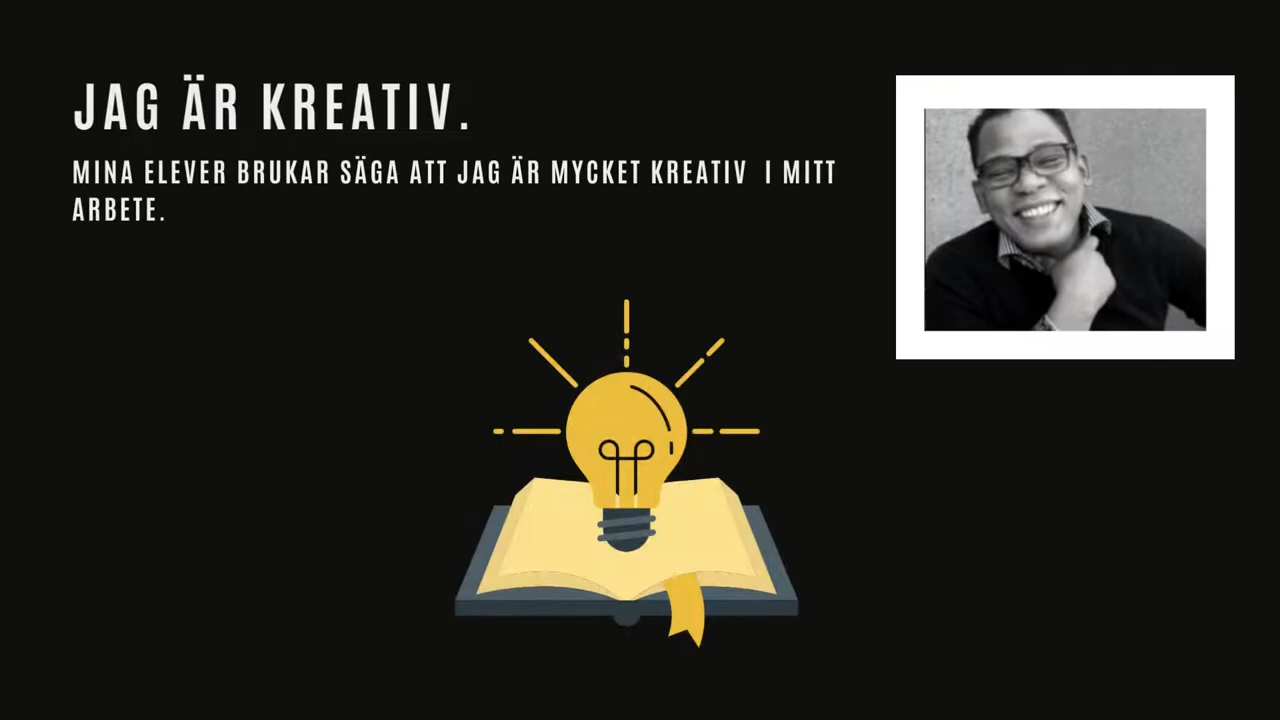 JAG ÄR KREATIV.
MINA ELEVER BRUKAR SÄGA ATT JAG ÄR MYCKET KREATIV  I MITT
ARBETE.